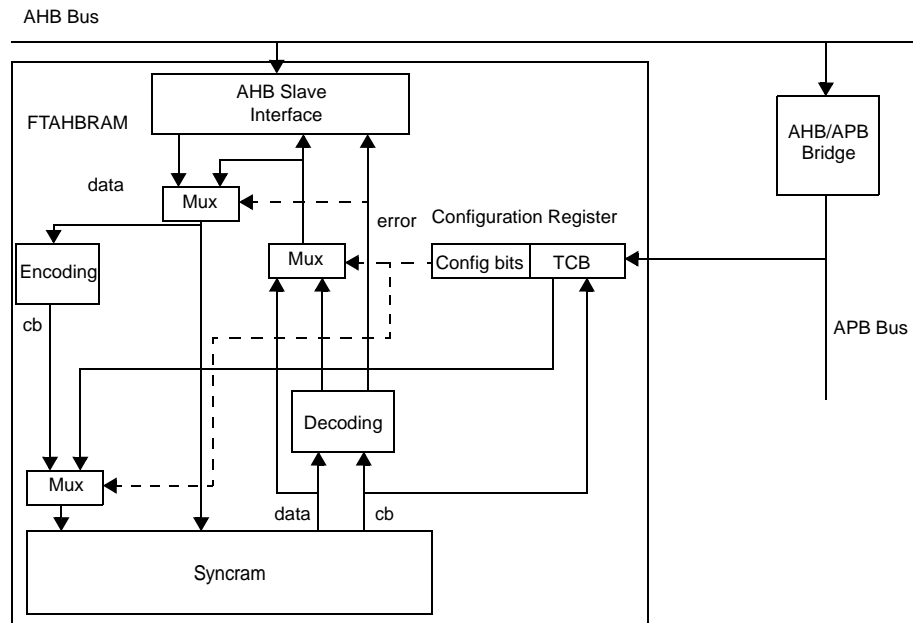 AHB Bus
AHB Slave
Interface
FTAHBRAM
AHB/APB
Bridge
data
Mux
error
Configuration Register
Encoding
Mux
Config bits
TCB
cb
APB Bus
Decoding
Mux
data
cb
Syncram